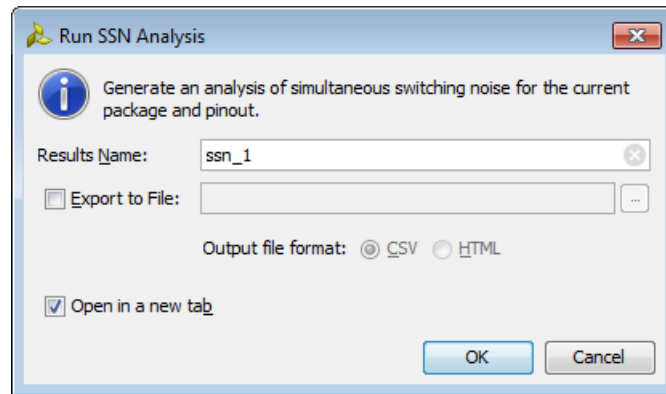 Run SSN Analysis
Generate an analysis of simultaneous switching noise for the current
package and pinout.
Results Name: ssn_1
Export to File: ...
Output file format: CSV HTML
Open in a new tab
OK Cancel